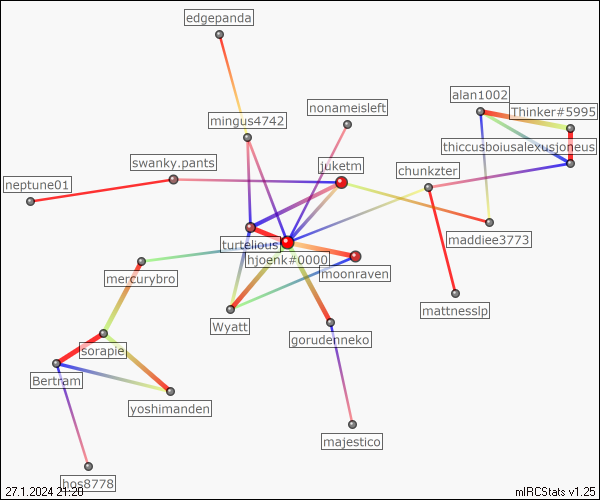 edgepanda
alan1002
nonameisleft
Thinker#5995
mingus4742
thiccusboiusalexusjoneus
swanky.pants
juketm
chunkzter
neptune01
maddiee3773
turtelious
hjoenk#0000
mercurybro
moonraven
mattnesslp
Wyatt
gorudenneko
sorapie
Bertram
yoshimanden
majestico
hos8778
27.1.2024 21:20
mIRCStats v1.25